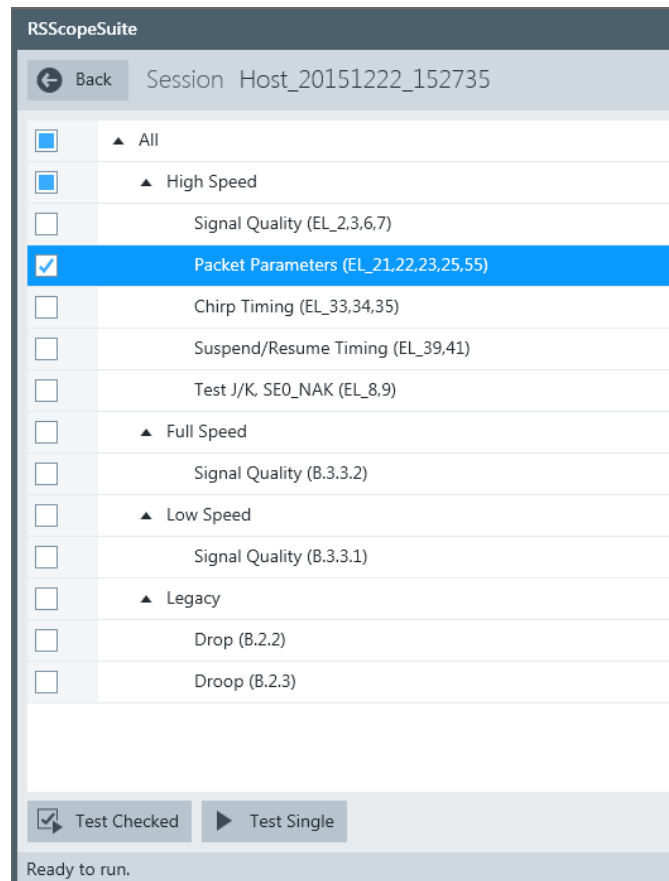 RSScopeSuite
Back Session Host_20151222_152735
All
High Speed
Signal Quality (EL_2,3,6,7)
Packet Parameters (EL_21,22,23,25,55)
Chirp Timing (EL_33,34,35)
Suspend/Resume Timing (EL_39,41)
Test J/K, SE0_NAK (EL_8,9)
Full Speed
Signal Quality (B.3.3.2)
Low Speed
Signal Quality (B.3.3.1)
Legacy
Drop (B.2.2)
Droop (B.2.3)
Test Checked Test Single
Ready to run.